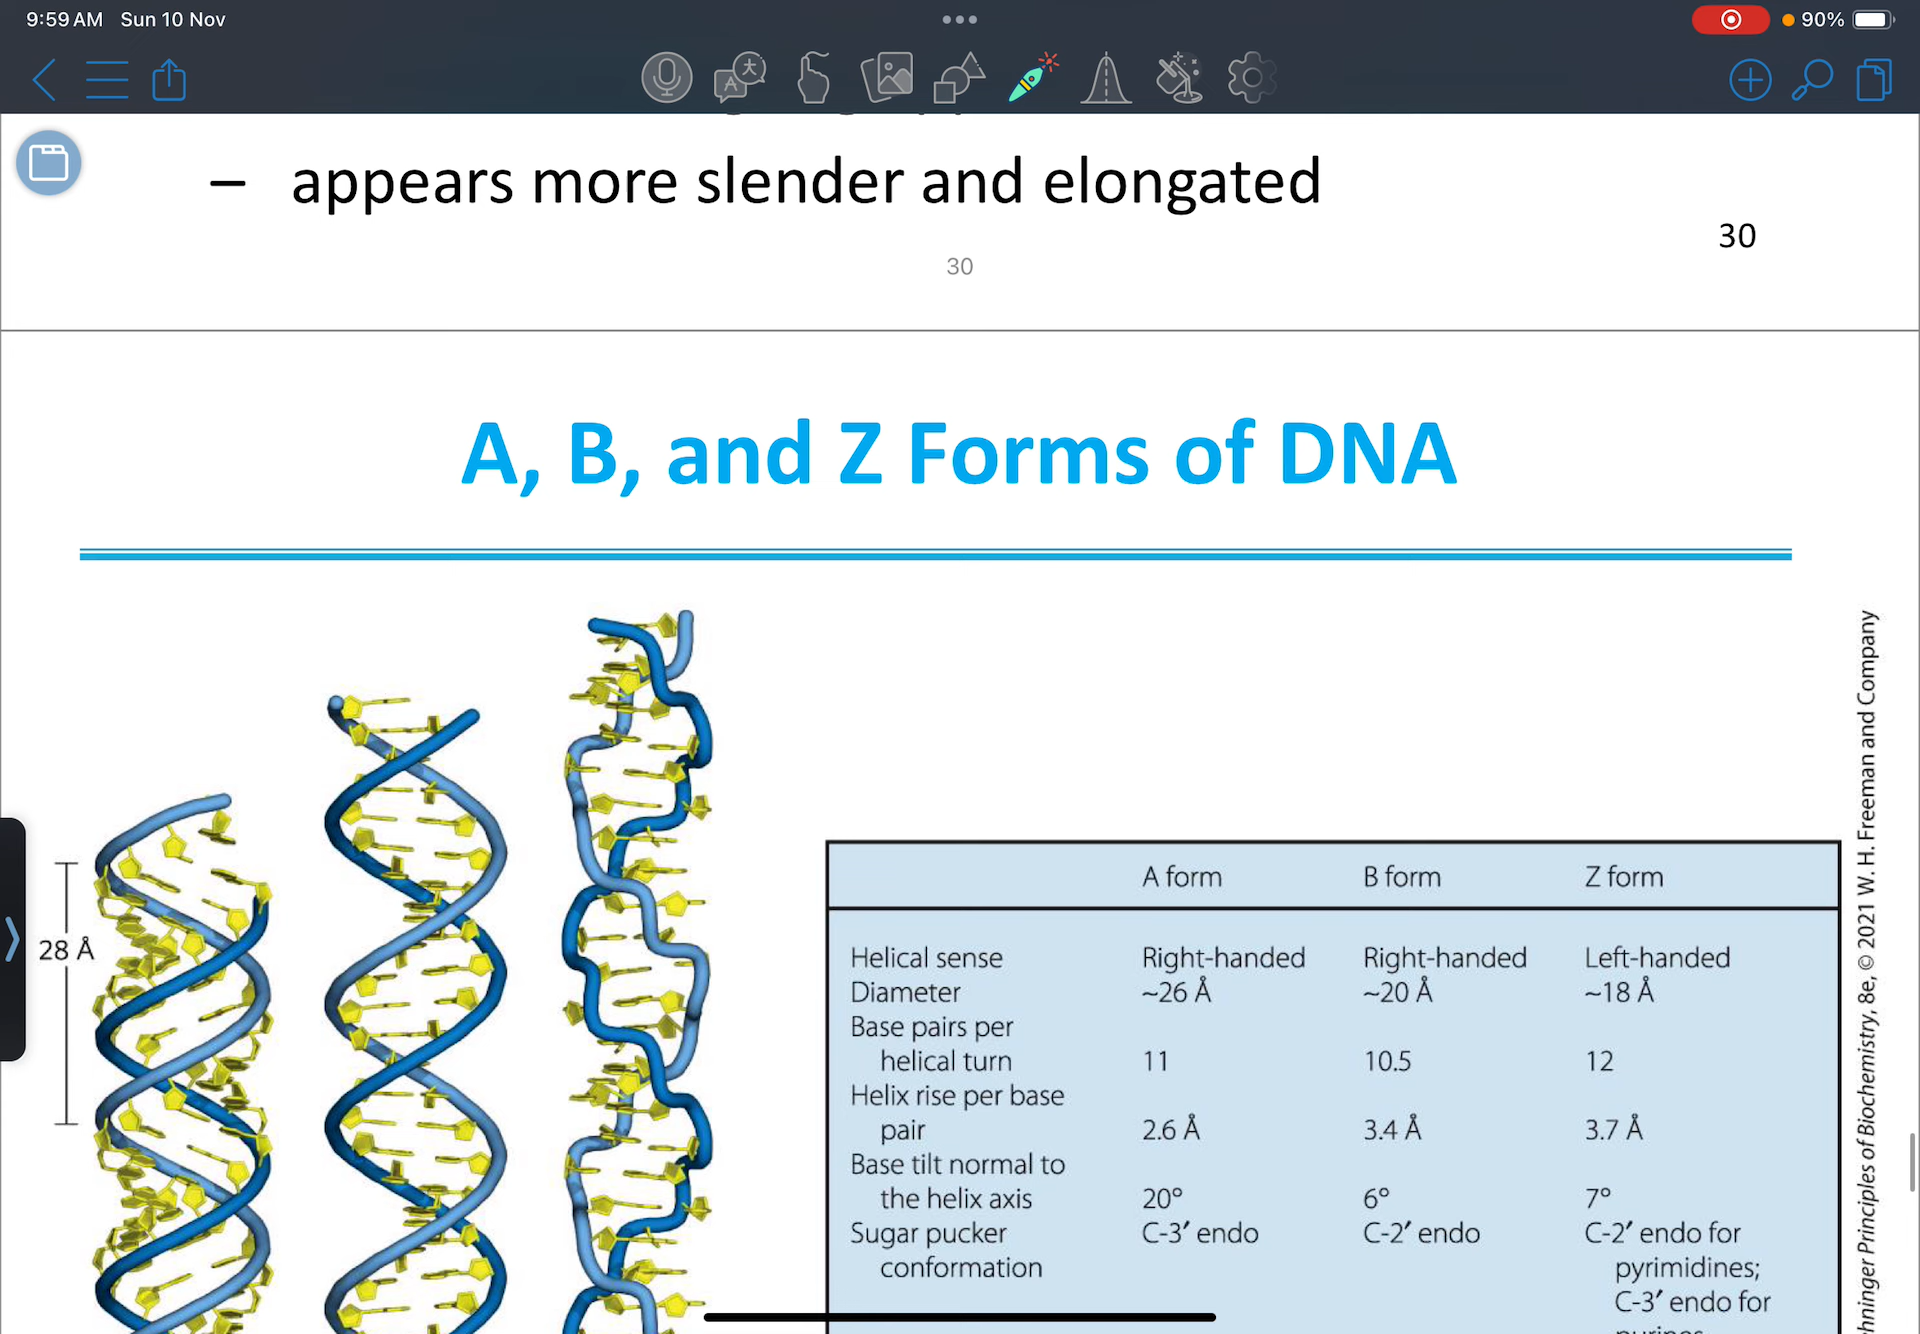 9:59 AM Sun 10 Nov
90%
– appears more slender and elongated
30
30
A, B, and Z Forms of DNA
28 Å
A form B form Z form
Helical sense Right-handed Right-handed Left-handed
Diameter ~26 Å ~20 Å ~18 Å
Base pairs per
helical turn 11 10.5 12
Helix rise per base
pair 2.6 Å 3.4 Å 3.7 Å
Base tilt normal to
the helix axis 20° 6° 7°
Sugar pucker C-3′ endo C-2′ endo C-2′ endo for
conformation pyrimidines;
C-3′ endo for
Principles of Biochemistry, 8e, © 2021 W. H. Freeman and Company